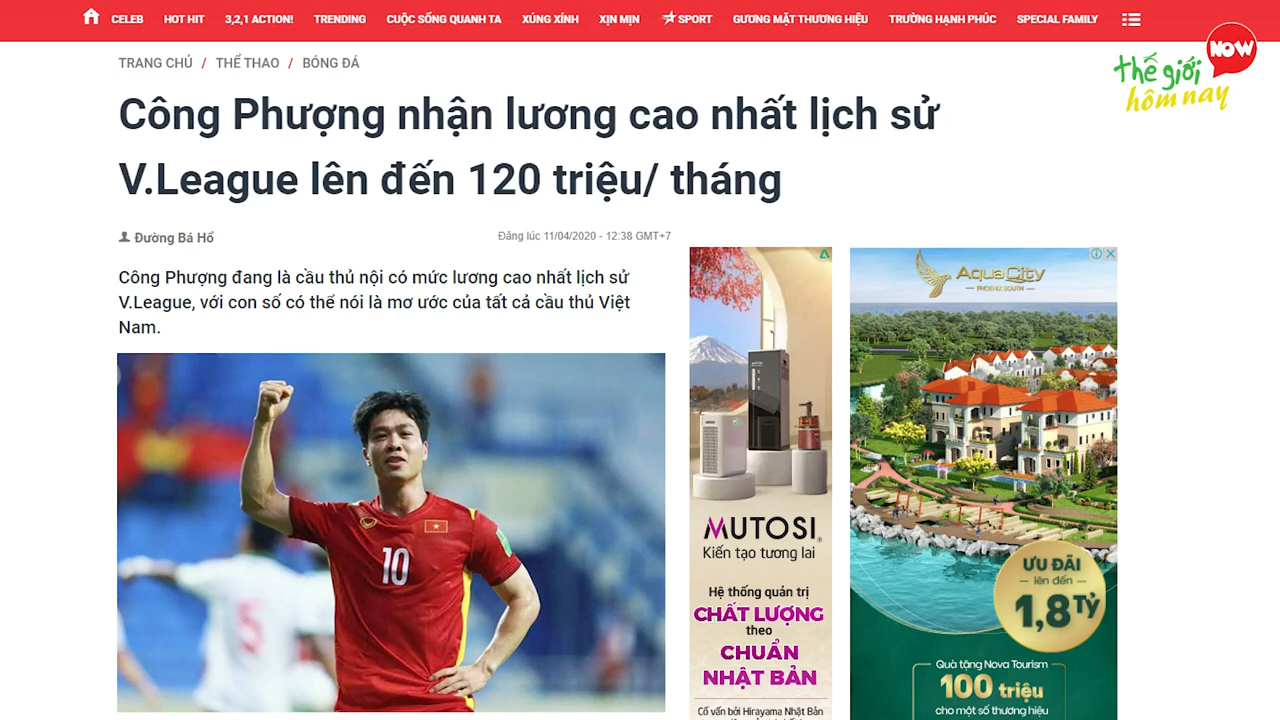 CELEB HOT HIT 3,2,1 ACTION! TRENDING CUỘC SỐNG QUANH TA XÚNG XÍNH XỊN MỊN SPORT GƯƠNG MẶT THƯƠNG HIỆU TRƯỜNG HẠNH PHÚC SPECIAL FAMILY
NOW
thế giới
hôm nay
TRANG CHỦ / THỂ THAO / BÓNG ĐÁ
Công Phượng nhận lương cao nhất lịch sử
V.League lên đến 120 triệu/ tháng
Đường Bá Hổ
Đăng lúc 11/04/2020 - 12:38 GMT+7
Công Phượng đang là cầu thủ nội có mức lương cao nhất lịch sử
V.League, với con số có thể nói là mơ ước của tất cả cầu thủ Việt
Nam.
10
5
MUTOSI
Kiến tạo tương lai
Hệ thống quản trị
CHẤT LƯỢNG
theo
CHUẨN
NHẬT BẢN
Cố vấn bởi Hirayama Nhật Bản
Aqua City
PHOENIX SOUTH
ƯU ĐÃI
lên đến
1,8 TỶ
Quà tặng Nova Tourism
100 triệu
cho một số thương hiệu